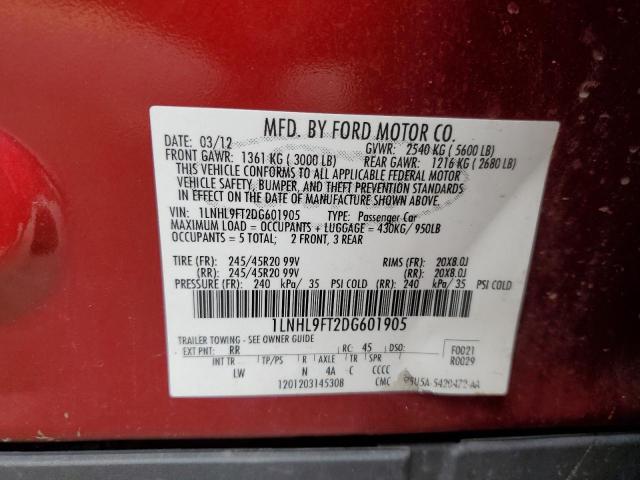 MFD. BY FORD MOTOR CO.
DATE: 03/12 GVWR: 2540 KG ( 5600 LB)
FRONT GAWR: 1361 KG ( 3000 LB) REAR GAWR: 1216 KG ( 2680 LB)
THIS VEHICLE CONFORMS TO ALL APPLICABLE FEDERAL MOTOR
VEHICLE SAFETY, BUMPER, AND THEFT PREVENTION STANDARDS
IN EFFECT ON THE DATE OF MANUFACTURE SHOWN ABOVE.
VIN: 1LNHL9FT2DG601905 TYPE: Passenger Car
MAXIMUM LOAD = OCCUPANTS + LUGGAGE = 430KG/950LB
OCCUPANTS = 5 TOTAL; 2 FRONT, 3 REAR
TIRE (FR): 245/45R20 99V RIMS (FR): 20X8.0J
(RR): 245/45R20 99V (RR): 20X8.0J
PRESSURE (FR): 240 kPa/ 35 PSI COLD (RR): 240 kPa/ 35 PSI COLD
1LNHL9FT2DG601905
TRAILER TOWING - SEE OWNER GUIDE
EXT PNT: RR RC: 45 DSO: F0021
INT TR TP/PS R AXLE TR SPR R0029
LW N 4A C CCCC
1201203145308 CMC 5420472-AA